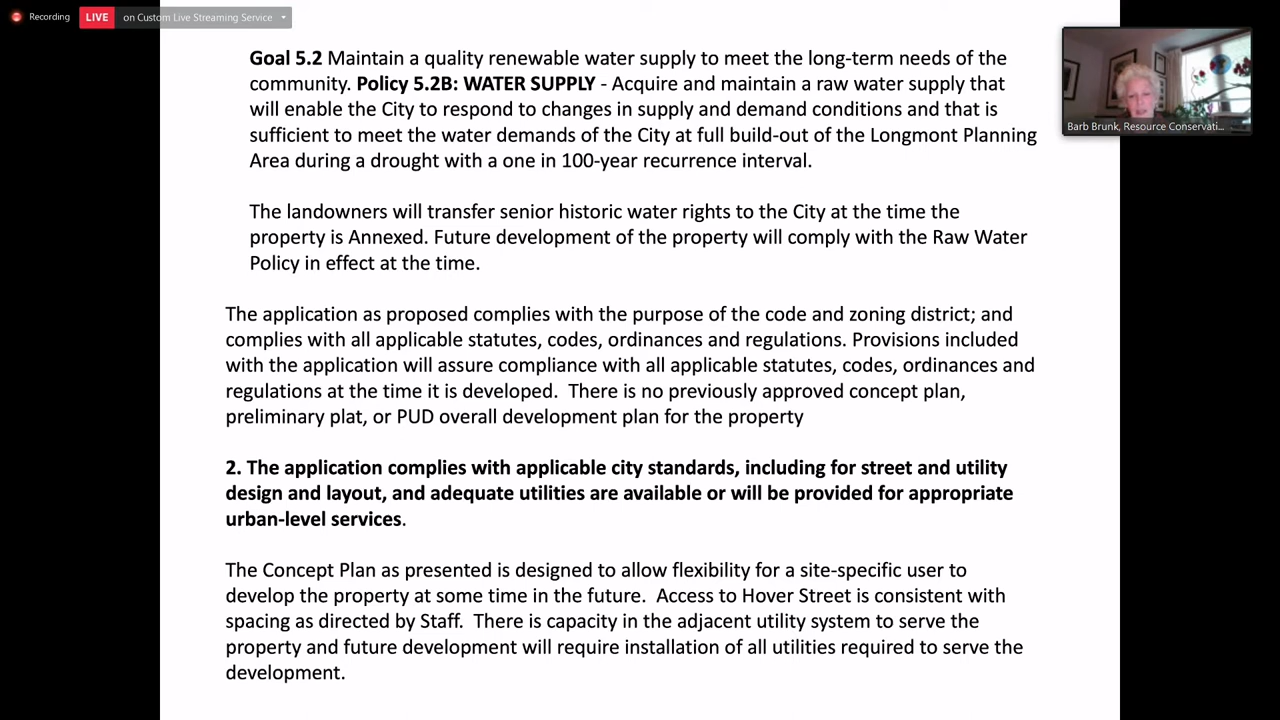 Recording
LIVE
on Custom Live Streaming Service
Goal 5.2 Maintain a quality renewable water supply to meet the long-term needs of the
community. Policy 5.2B: WATER SUPPLY - Acquire and maintain a raw water supply that
will enable the City to respond to changes in supply and demand conditions and that is
sufficient to meet the water demands of the City at full build-out of the Longmont Planning
Area during a drought with a one in 100-year recurrence interval.
Barb Brunk, Resource Conservati...
The landowners will transfer senior historic water rights to the City at the time the
property is Annexed. Future development of the property will comply with the Raw Water
Policy in effect at the time.
The application as proposed complies with the purpose of the code and zoning district; and
complies with all applicable statutes, codes, ordinances and regulations. Provisions included
with the application will assure compliance with all applicable statutes, codes, ordinances and
regulations at the time it is developed.  There is no previously approved concept plan,
preliminary plat, or PUD overall development plan for the property
2. The application complies with applicable city standards, including for street and utility
design and layout, and adequate utilities are available or will be provided for appropriate
urban-level services.
The Concept Plan as presented is designed to allow flexibility for a site-specific user to
develop the property at some time in the future.  Access to Hover Street is consistent with
spacing as directed by Staff.  There is capacity in the adjacent utility system to serve the
property and future development will require installation of all utilities required to serve the
development.